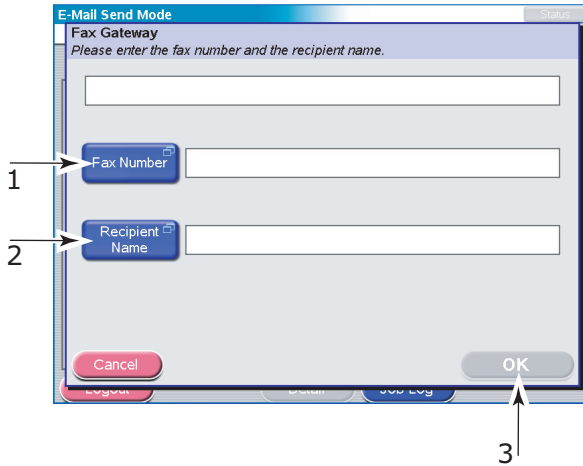 E-Mail Send Mode
Status
Fax Gateway
Please enter the fax number and the recipient name.
1
Fax Number
2
Recipient
Name
Cancel
OK
Logout
Detail
Job Log
3